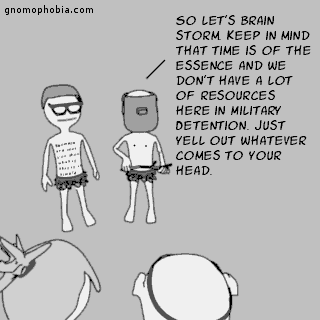 gnomophobia.com
SO LET'S BRAIN
STORM. KEEP IN MIND
THAT TIME IS OF THE
ESSENCE AND WE
DON'T HAVE A LOT
OF RESOURCES
HERE IN MILITARY
DETENTION. JUST
YELL OUT WHATEVER
COMES TO YOUR
HEAD.